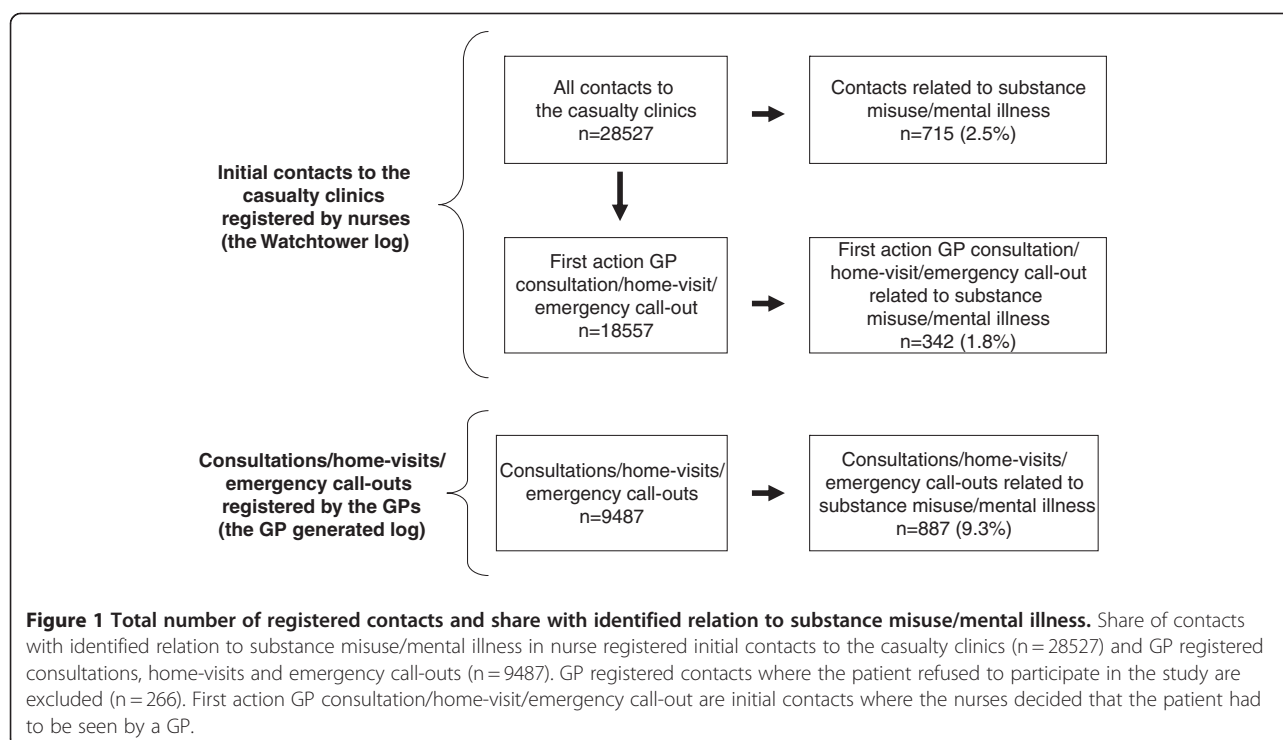 Initial contacts to the
casualty clinics
registered by nurses
(the Watchtower log)
All contacts to
the casualty clinics
n=28527
Contacts related to substance
misuse/mental illness
n=715 (2.5%)
First action GP
consultation/home-visit/
emergency call-out
n=18557
First action GP consultation/
home-visit/emergency call-out
related to substance
misuse/mental illness
n=342 (1.8%)
Consultations/home-visits/
emergency call-outs
registered by the GPs
(the GP generated log)
Consultations/home-visits/
emergency call-outs
n=9487
Consultations/home-visits/
emergency call-outs related to
substance misuse/mental illness
n=887 (9.3%)
Figure 1 Total number of registered contacts and share with identified relation to substance misuse/mental illness. Share of contacts
with identified relation to substance misuse/mental illness in nurse registered initial contacts to the casualty clinics (n = 28527) and GP registered
consultations, home-visits and emergency call-outs (n = 9487). GP registered contacts where the patient refused to participate in the study are
excluded (n = 266). First action GP consultation/home-visit/emergency call-out are initial contacts where the nurses decided that the patient had
to be seen by a GP.